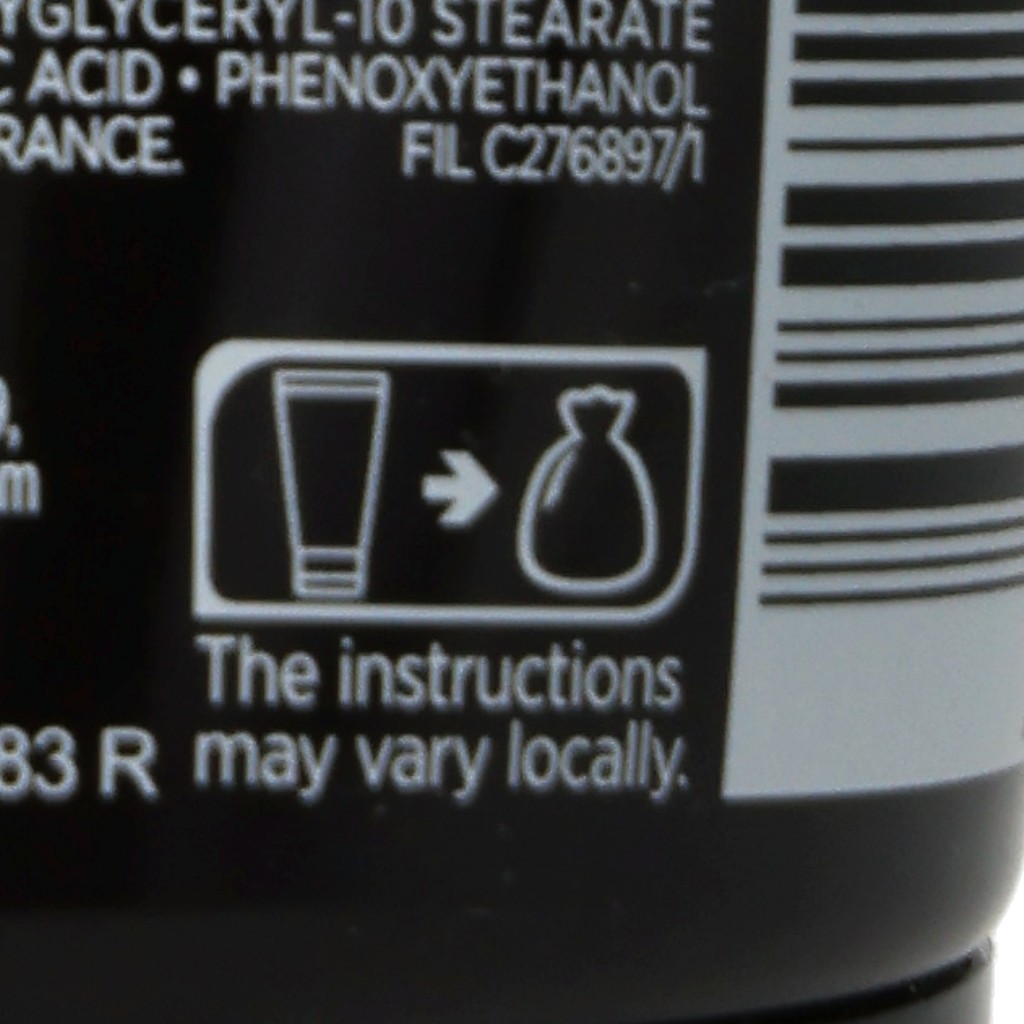 YGLYCERYL-10 STEARATE
C ACID • PHENOXYETHANOL
RANCE. FIL C276897/1
m
The instructions
83 R may vary locally.